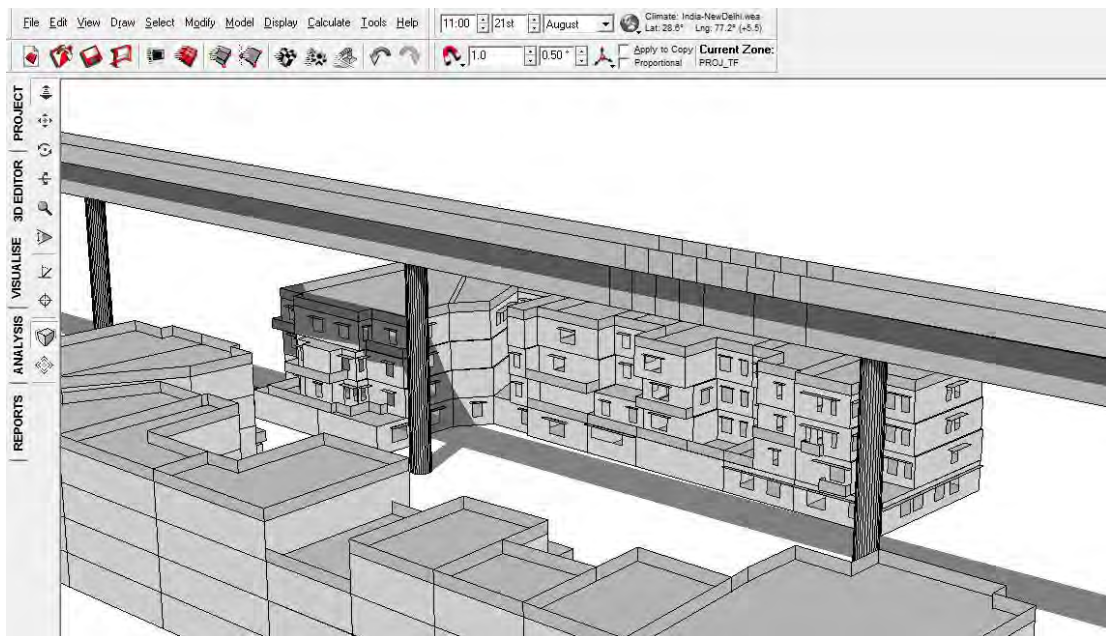 File Edit View Draw Select Modify Model Display Calculate Tools Help
11:00 21st August
Climate: India-NewDelhi.wea
Lat: 28.6° Lng: 77.2° (+5.5)
1.0 0.50 °
Apply to Copy
Proportional
Current Zone:
PROJ_TF
PROJECT
3D EDITOR
VISUALISE
ANALYSIS
REPORTS